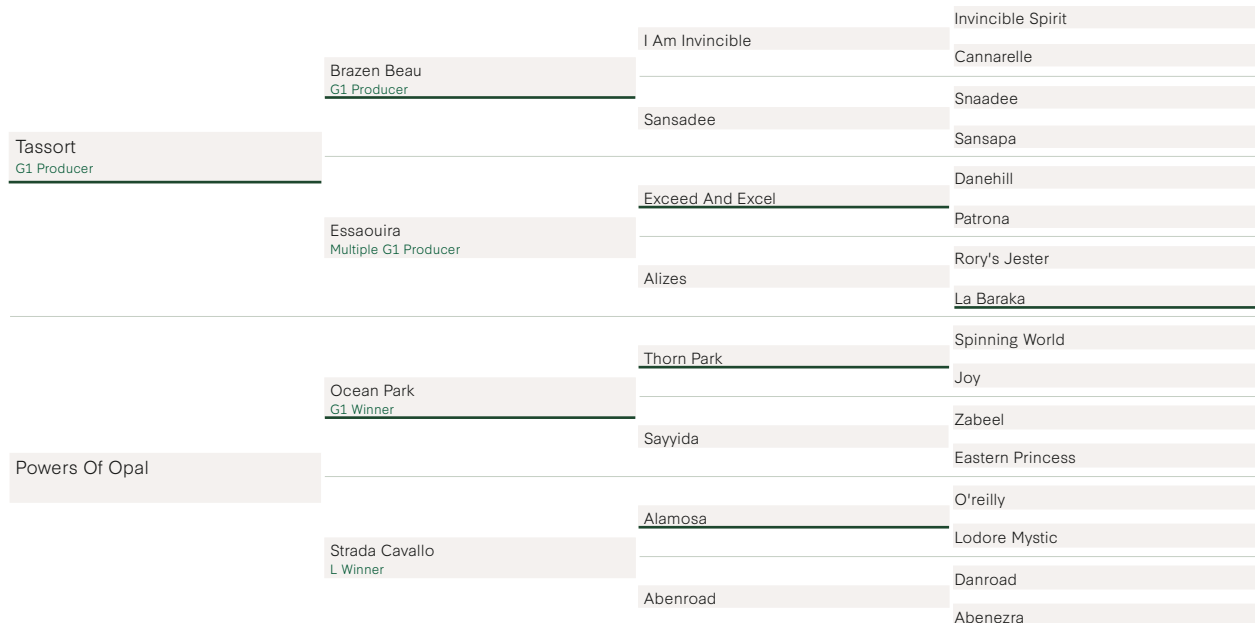 Tassort
G1 Producer
Powers Of Opal
Brazen Beau
G1 Producer
Essaouira
Multiple G1 Producer
Ocean Park
G1 Winner
Strada Cavallo
L Winner
I Am Invincible
Sansadee
Exceed And Excel
Alizes
Thorn Park
Sayyida
Alamosa
Abenroad
Invincible Spirit
Cannarelle
Snaadee
Sansapa
Danehill
Patrona
Rory's Jester
La Baraka
Spinning World
Joy
Zabeel
Eastern Princess
O'reilly
Lodore Mystic
Danroad
Abenezra